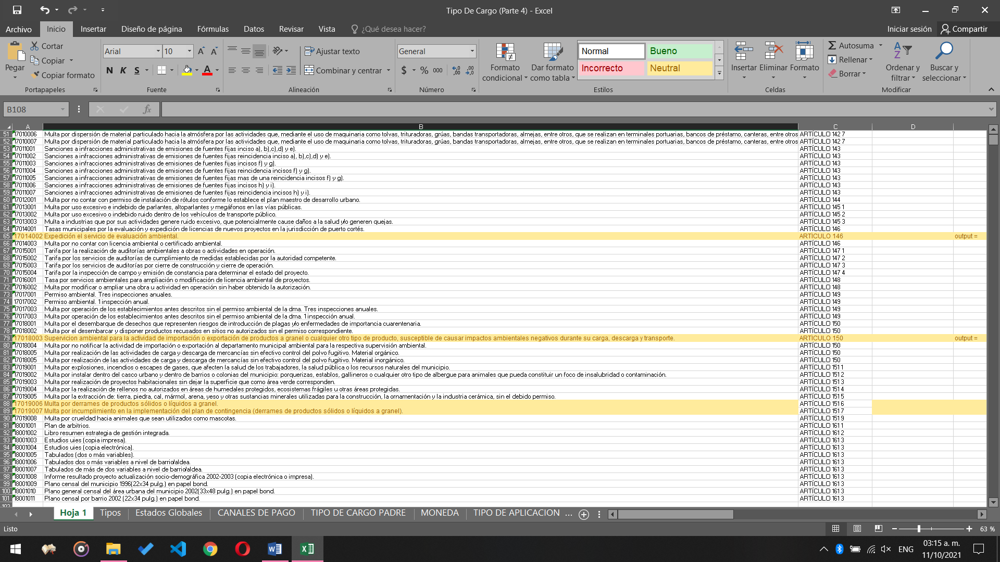 Tipo De Cargo (Parte 4) - Excel
Archivo Inicio Insertar Diseño de página Fórmulas Datos Revisar Vista ¿Qué desea hacer? Iniciar sesión Compartir
Pegar Cortar Copiar Copiar formato
Arial 10 N K S
Ajustar texto
Combinar y centrar
General
$ % 000
Formato condicional
Dar formato como tabla
Normal Bueno
Incorrecto Neutral
Insertar Eliminar Formato
Autosuma
Rellenar
Borrar
Ordenar y filtrar
Buscar y seleccionar
Portapapeles Fuente Alineación Número Estilos Celdas Modificar
B108 fx
A B C D
51 17010006 Multa por dispersión de material particulado hacia la atmósfera por las actividades que, mediante el uso de maquinaria como tolvas, trituradoras, grúas, bandas transportadoras, almejas, entre otros, que se realizan en terminales portuarias, bancos de préstamo, canteras, entre otros ARTÍCULO 142 7
52 17010007 Multa por dispersión de material particulado hacia la atmósfera por las actividades que, mediante el uso de maquinaria como tolvas, trituradoras, grúas, bandas transportadoras, almejas, entre otros, que se realizan en terminales portuarias, bancos de préstamo, canteras, entre otros ARTÍCULO 142 7
53 17011001 Sanciones a infracciones administrativas de emisiones de fuentes fijas inciso a), b),c),d) y e). ARTÍCULO 143
54 17011002 Sanciones a infracciones administrativas de emisiones de fuentes fijas reincidencia inciso a), b),c),d) y e). ARTÍCULO 143
55 17011003 Sanciones a infracciones administrativas de emisiones de fuentes fijas incisos f) y g). ARTÍCULO 143
56 17011004 Sanciones a infracciones administrativas de emisiones de fuentes fijas reincidencia incisos f) y g). ARTÍCULO 143
57 17011005 Sanciones a infracciones administrativas de emisiones de fuentes fijas mas de una reincidencia incisos f) y g). ARTÍCULO 143
58 17011006 Sanciones a infracciones administrativas de emisiones de fuentes fijas incisos h) y i). ARTÍCULO 143
59 17011007 Sanciones a infracciones administrativas de emisiones de fuentes fijas reincidencia incisos h) y i). ARTÍCULO 143
60 17012001 Multa por no contar con permiso de instalación de rótulos conforme lo establece el plan maestro de desarrollo urbano. ARTÍCULO 144
61 17013001 Multa por uso excesivo e indebido de parlantes, altoparlantes y megáfonos en las vías públicas. ARTÍCULO 145 1
62 17013002 Multa por uso excesivo o indebido ruido dentro de los vehículos de transporte público. ARTÍCULO 145 2
63 17013003 Multa a industrias que por sus actividades genere ruido excesivo, que potencialmente cause daños a la salud y/o generen quejas. ARTÍCULO 145 3
64 17014001 Tasas municipales por la evaluación y expedición de licencias de nuevos proyectos en la jurisdicción de puerto cortés. ARTÍCULO 146
65 17014002 Expedición el servicio de evaluación ambiental. ARTÍCULO 146 output =
66 17014003 Multa por no contar con licencia ambiental o certificado ambiental. ARTÍCULO 146
67 17015001 Tarifa por la realización de auditorías ambientales a obras o actividades en operación. ARTÍCULO 147 1
68 17015002 Tarifa por los servicios de auditorías de cumplimiento de medidas establecidas por la autoridad competente. ARTÍCULO 147 2
69 17015003 Tarifa por los servicios de auditorías por cierre de construcción y cierre de operación. ARTÍCULO 147 3
70 17015004 Tarifa por la inspección de campo y emisión de constancia para determinar el estado del proyecto. ARTÍCULO 147 4
71 17016001 Tasa por servicios ambientales para ampliación o modificación de licencia ambiental de proyectos. ARTÍCULO 148
72 17016002 Multa por modificar o ampliar una obra u actividad en operación sin haber obtenido la autorización. ARTÍCULO 148
73 17017001 Permiso ambiental. Tres inspecciones anuales. ARTÍCULO 149
74 17017002 Permiso ambiental. 1 inspección anual. ARTÍCULO 149
75 17017003 Multa por operación de los establecimientos antes descritos sin el permiso ambiental de la dma. Tres inspecciones anuales. ARTÍCULO 149
76 17017003 Multa por operación de los establecimientos antes descritos sin el permiso ambiental de la dma. 1 inspección anual. ARTÍCULO 149
77 17018001 Multa por el desembarque de desechos que representen riesgos de introducción de plagas y/o enfermedades de importancia cuarentenaria. ARTÍCULO 150
78 17018002 Multa por el desembarcar y disponer productos recusados en sitios no autorizados sin el permiso correspondiente. ARTÍCULO 150
79 17018003 Supervicion ambiental para la actividad de importación o exportación de productos a granel o cualquier otro tipo de producto, susceptible de causar impactos ambientales negativos durante su carga, descarga y transporte. ARTÍCULO 150 output =
80 17018004 Multa por no notificar la actividad de importación o exportación al departamento municipal ambiental para la respectiva supervisión ambiental. ARTÍCULO 150
81 17018005 Multa por realización de las actividades de carga y descarga de mercancías sin efectivo control del polvo fugitivo. Material orgánico. ARTÍCULO 150
82 17018005 Multa por realización de las actividades de carga y descarga de mercancías sin efectivo control del polvo fugitivo. Material inorgánico. ARTÍCULO 150
83 17019001 Multa por explosiones, incendios o escapes de gases, que afecten la salud de los trabajadores, la salud pública o los recursos naturales del municipio. ARTÍCULO 151 1
84 17019002 Multa por instalar dentro del casco urbano y dentro de barrios o colonias del municipio: porquerizas, establos, gallineros o cualquier otro tipo de albergue para animales que pueda constituir un foco de insalubridad o contaminación. ARTÍCULO 151 2
85 17019003 Multa por realización de proyectos habitacionales sin dejar la superficie que como área verde corresponden. ARTÍCULO 151 3
86 17019004 Multa por la realización de rellenos no autorizados en áreas de humedales protegidos, ecosistemas frágiles u otras áreas protegidas. ARTÍCULO 151 4
87 17019005 Multa por la extracción de: tierra, piedra, cal, mármol, arena, yeso y otras sustancias minerales utilizadas para la construcción, la ornamentación y la industria cerámica, sin el debido permiso. ARTÍCULO 151 5
88 17019006 Multa por derrames de productos sólidos o líquidos a granel. ARTÍCULO 151 6
89 17019007 Multa por incumplimiento en la implementación del plan de contingencia (derrames de productos sólidos o líquidos a granel). ARTÍCULO 151 7
90 17019008 Multa por crueldad hacia animales que sean utilizados como mascotas. ARTÍCULO 151 9
91 18001001 Plan de arbitrios. ARTÍCULO 161 1
92 18001002 Libro resumen estrategia de gestión integrada. ARTÍCULO 161 2
93 18001003 Estudios uies (copia impresa). ARTÍCULO 161 3
94 18001004 Estudios uies (copia electrónica). ARTÍCULO 161 3
95 18001005 Tabulados (dos o más variables). ARTÍCULO 161 3
96 18001006 Tabulados dos o más variables a nivel de barrio/aldea. ARTÍCULO 161 3
97 18001007 Tabulados de más de dos variables a nivel de barrio/aldea. ARTÍCULO 161 3
98 18001008 Informe resultado proyecto actualización socio-demográfica 2002-2003 (copia electrónica o impresa). ARTÍCULO 161 3
99 18001009 Plano censal del municipio 1996(22x34 pulg.) en papel bond. ARTÍCULO 161 3
100 18001010 Plano general censal del área urbana del municipio 2002(33x48 pulg.) en papel bond. ARTÍCULO 161 3
101 18001011 Plano censal por barrio 2002 (22x34 pulg.) en papel bond. ARTÍCULO 161 3
Hoja 1 Tipos Estados Globales CANALES DE PAGO TIPO DE CARGO PADRE MONEDA TIPO DE APLICACION ...
Listo 63 %
ENG 03:15 a. m.
11/10/2021